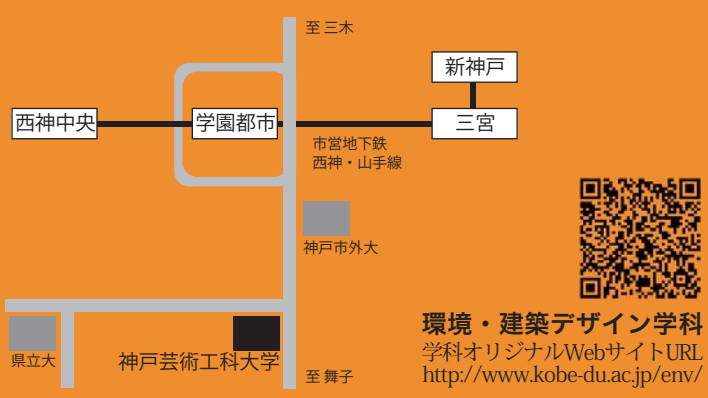 至 三木
新神戸
西神中央
学園都市
三宮
市営地下鉄
西神・山手線
神戸市外大
環境・建築デザイン学科
県立大
神戸芸術工科大学
至 舞子
学科オリジナルWebサイトURL
http://www.kobe-du.ac.jp/env/